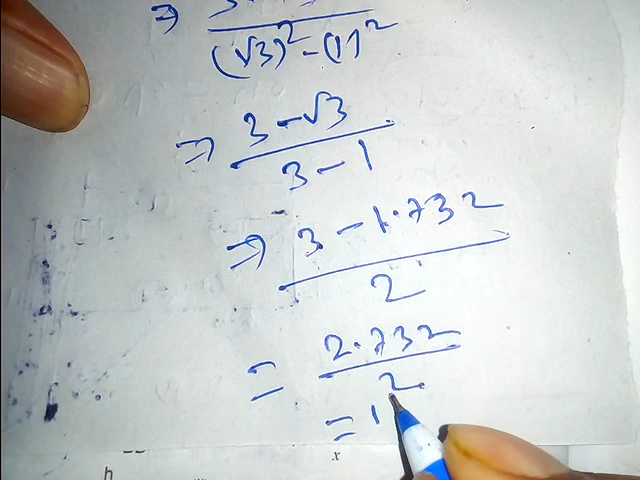 ⇒ (√3)² - (1)²
⇒ 3 - √3 / 3 - 1
⇒ 3 - 1.732 / 2
= 2.732 / 2
= 1
h
x